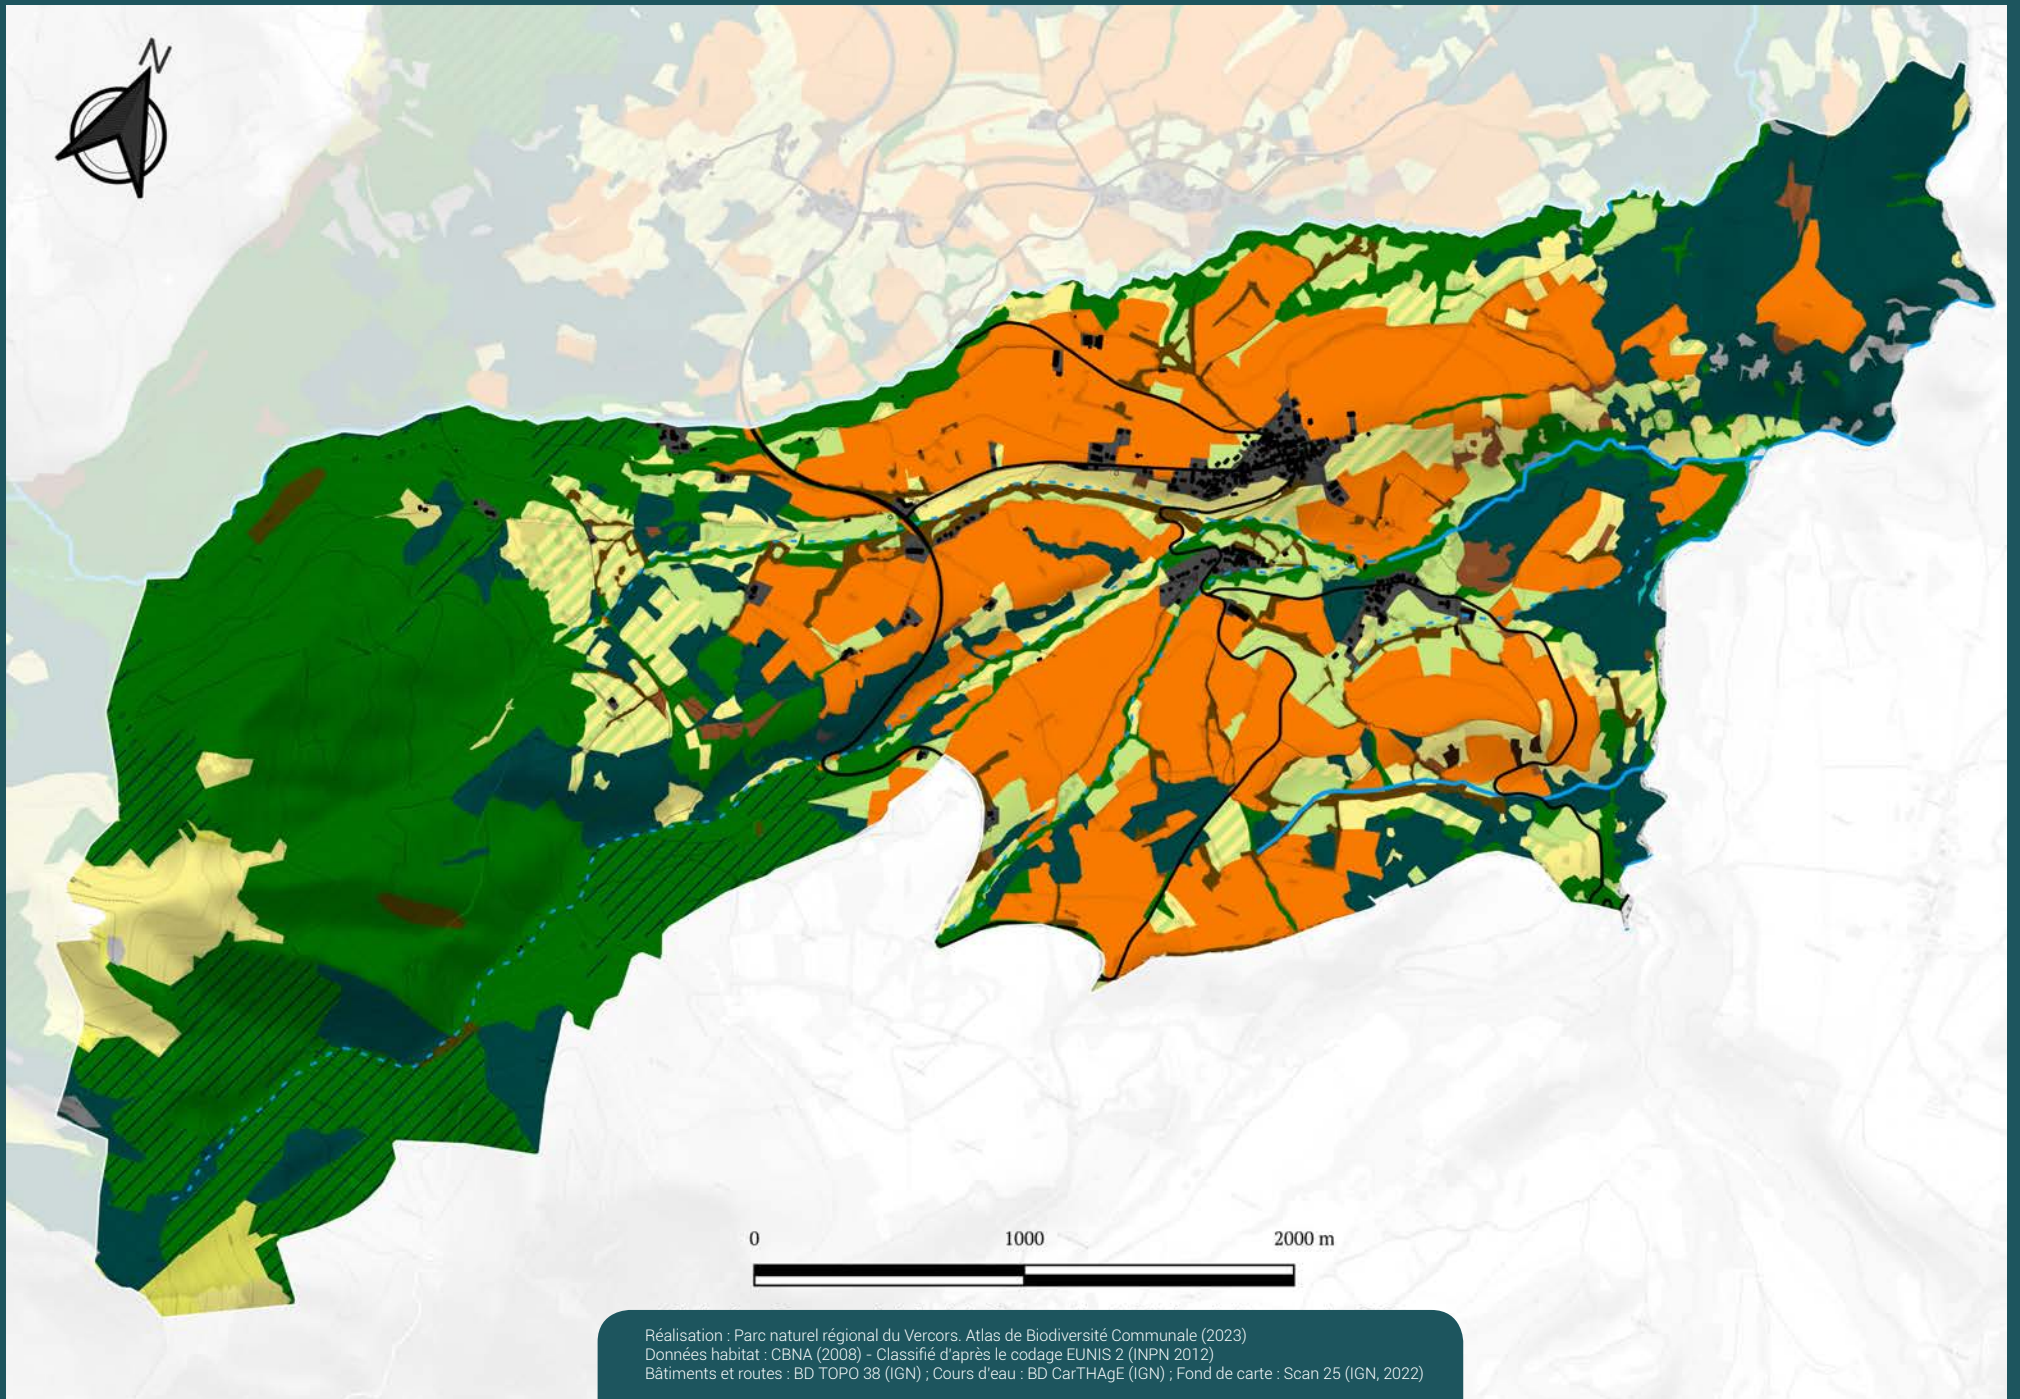 N
0 1000 2000 m
Réalisation : Parc naturel régional du Vercors. Atlas de Biodiversité Communale (2023)
Données habitat : CBNA (2008) - Classifié d'après le codage EUNIS 2 (INPN 2012)
Bâtiments et routes : BD TOPO 38 (IGN) ; Cours d'eau : BD CarTHAgE (IGN) ; Fond de carte : Scan 25 (IGN, 2022)